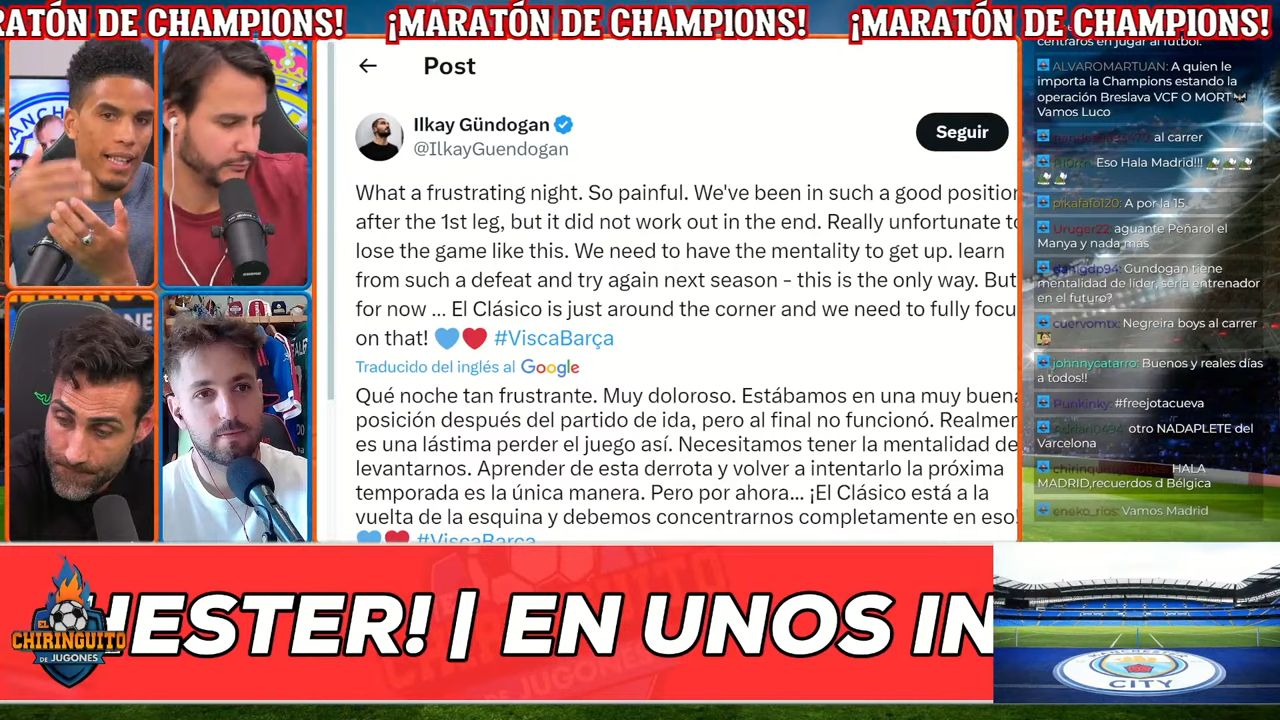 RATÓN DE CHAMPIONS! ¡MARATÓN DE CHAMPIONS! ¡MARATÓN DE CHAMPIONS!
Post
Ilkay Gündogan
@IlkayGuendogan
Seguir
What a frustrating night. So painful. We've been in such a good position
after the 1st leg, but it did not work out in the end. Really unfortunate to
lose the game like this. We need to have the mentality to get up. learn
from such a defeat and try again next season - this is the only way. But
for now ... El Clásico is just around the corner and we need to fully focu
on that! 💙❤️ #ViscaBarça
Traducido del inglés al Google
Qué noche tan frustrante. Muy doloroso. Estábamos en una muy buena
posición después del partido de ida, pero al final no funcionó. Realmen
es una lástima perder el juego así. Necesitamos tener la mentalidad de
levantarnos. Aprender de esta derrota y volver a intentarlo la próxima
temporada es la única manera. Pero por ahora... ¡El Clásico está a la
vuelta de la esquina y debemos concentrarnos completamente en eso!
💙❤️ #ViscaBarça
centraros en jugar al futbol.
ALVAROMARTUAN: A quien le
importa la Champions estando la
operación Breslava VCF O MORT
Vamos Luco
al carrer
Eso Hala Madrid!!!
pikafafo120: A por la 15
Uruger22: aguante Peñarol el
Manya y nada más
danigdp94: Gundogan tiene
mentalidad de líder, sería entrenador
en el futuro?
cuervomtx: Negreira boys al carrer
johnnycatarro: Buenos y reales días
a todos!!
Punkinky: #freejotacueva
otro NADAPLETE del
Varcelona
HALA
MADRID,recuerdos d Bélgica
eneko_rios: Vamos Madrid
HESTER! | EN UNOS IN
EL
CHIRINGUITO
DE JUGONES
MANCHESTER
CITY